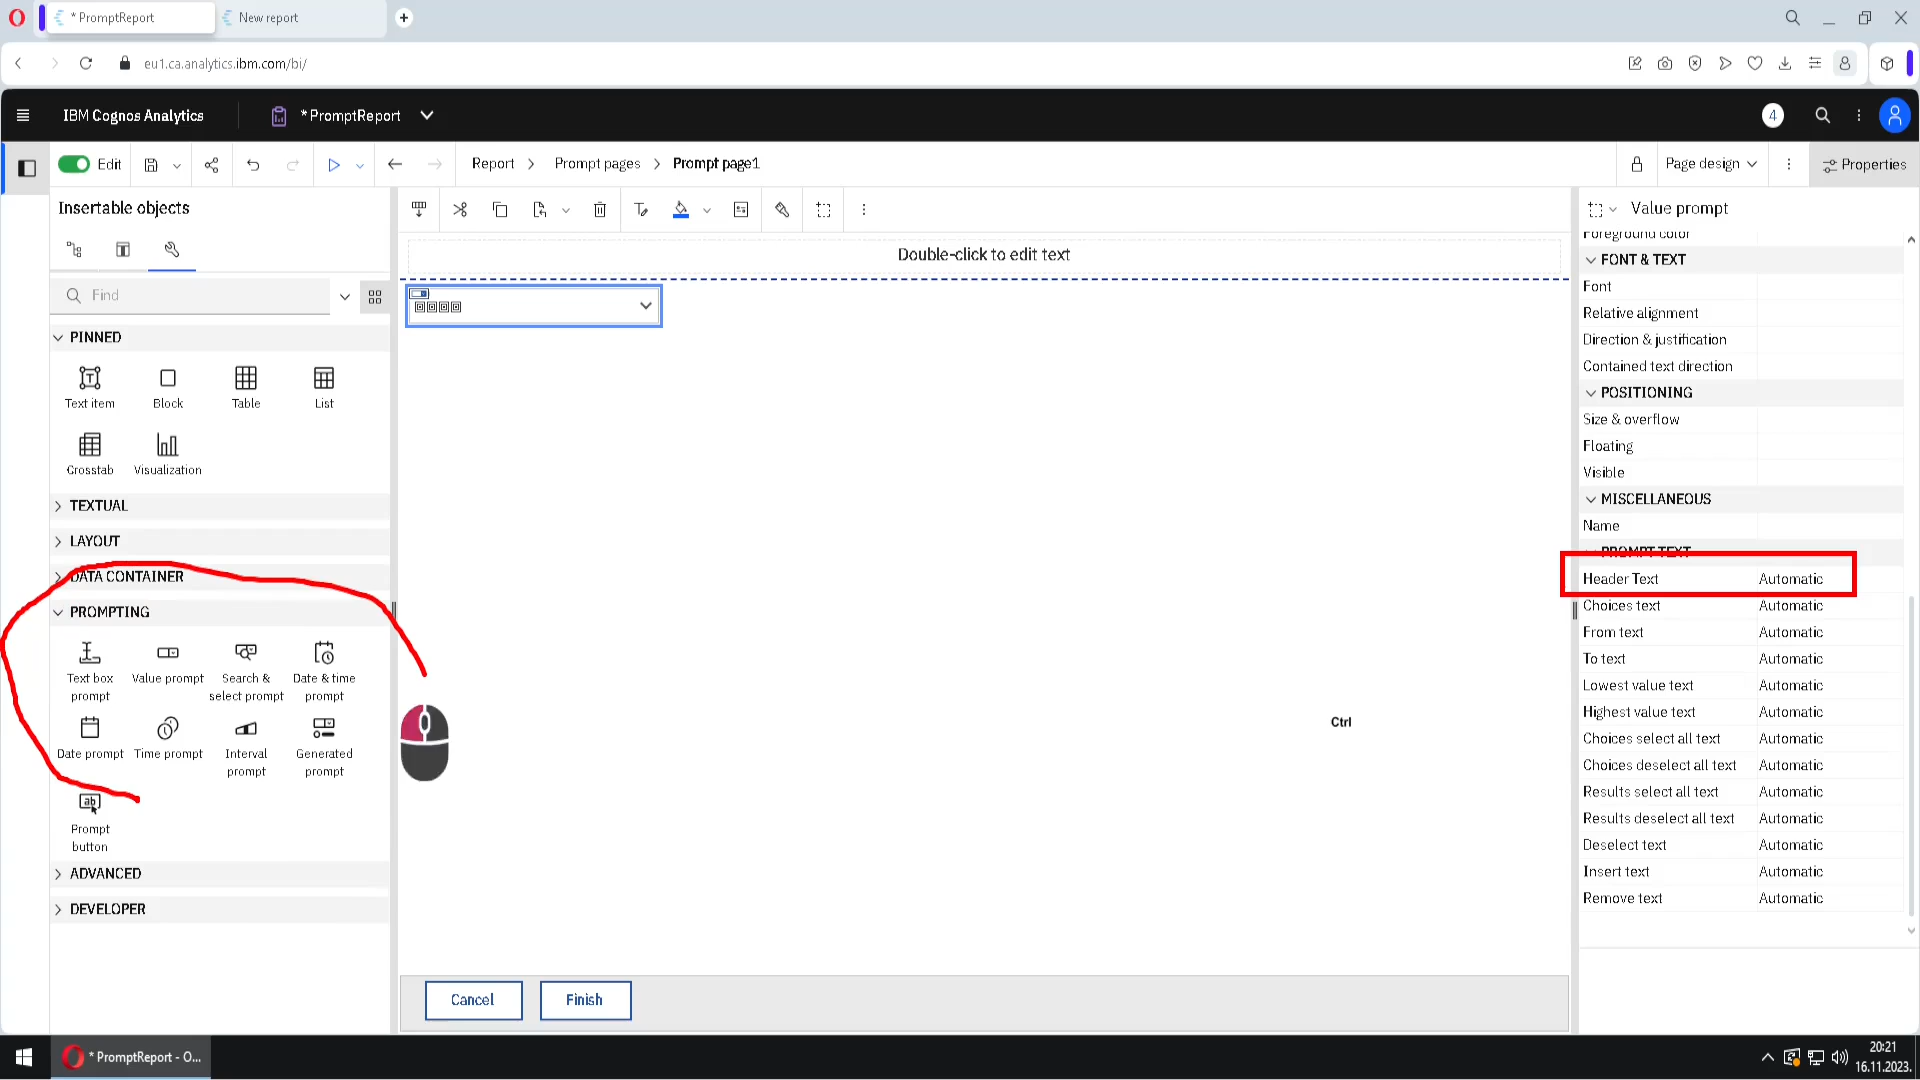 * PromptReport
New report
eu1.ca.analytics.ibm.com/bi/
IBM Cognos Analytics
* PromptReport
4
Edit
Report
Prompt pages
Prompt page1
Page design
Properties
Insertable objects
Find
PINNED
Text item
Block
Table
List
Crosstab
Visualization
TEXTUAL
LAYOUT
DATA CONTAINER
PROMPTING
Text box prompt
Value prompt
Search & select prompt
Date & time prompt
Date prompt
Time prompt
Interval prompt
Generated prompt
Prompt button
ADVANCED
DEVELOPER
Double-click to edit text
Ctrl
Cancel
Finish
Value prompt
Foreground color
FONT & TEXT
Font
Relative alignment
Direction & justification
Contained text direction
POSITIONING
Size & overflow
Floating
Visible
MISCELLANEOUS
Name
PROMPT TEXT
Header Text Automatic
Choices text Automatic
From text Automatic
To text Automatic
Lowest value text Automatic
Highest value text Automatic
Choices select all text Automatic
Choices deselect all text Automatic
Results select all text Automatic
Results deselect all text Automatic
Deselect text Automatic
Insert text Automatic
Remove text Automatic
* PromptReport - O...
20:21
16.11.2023.